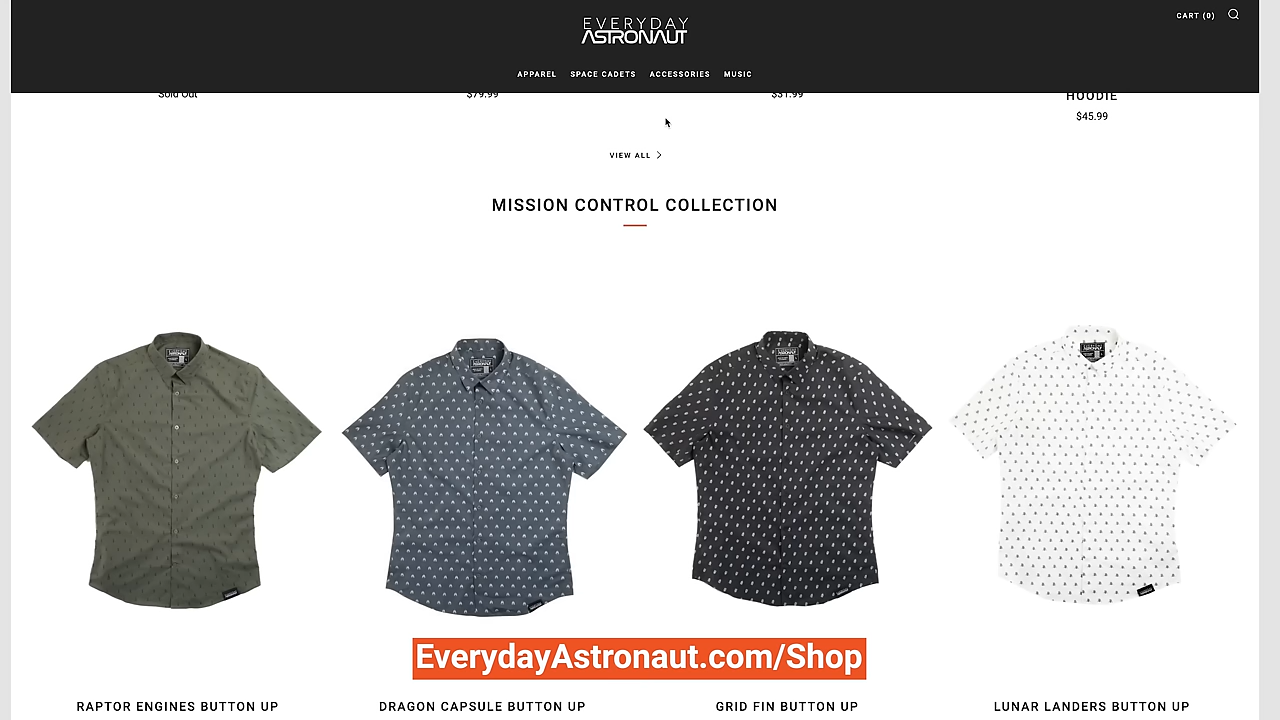 EVERYDAY
ASTRONAUT
CART (0)
APPAREL SPACE CADETS ACCESSORIES MUSIC
Sold Out $79.99 $31.99 HOODIE
$45.99
VIEW ALL
MISSION CONTROL COLLECTION
EverydayAstronaut.com/Shop
RAPTOR ENGINES BUTTON UP DRAGON CAPSULE BUTTON UP GRID FIN BUTTON UP LUNAR LANDERS BUTTON UP